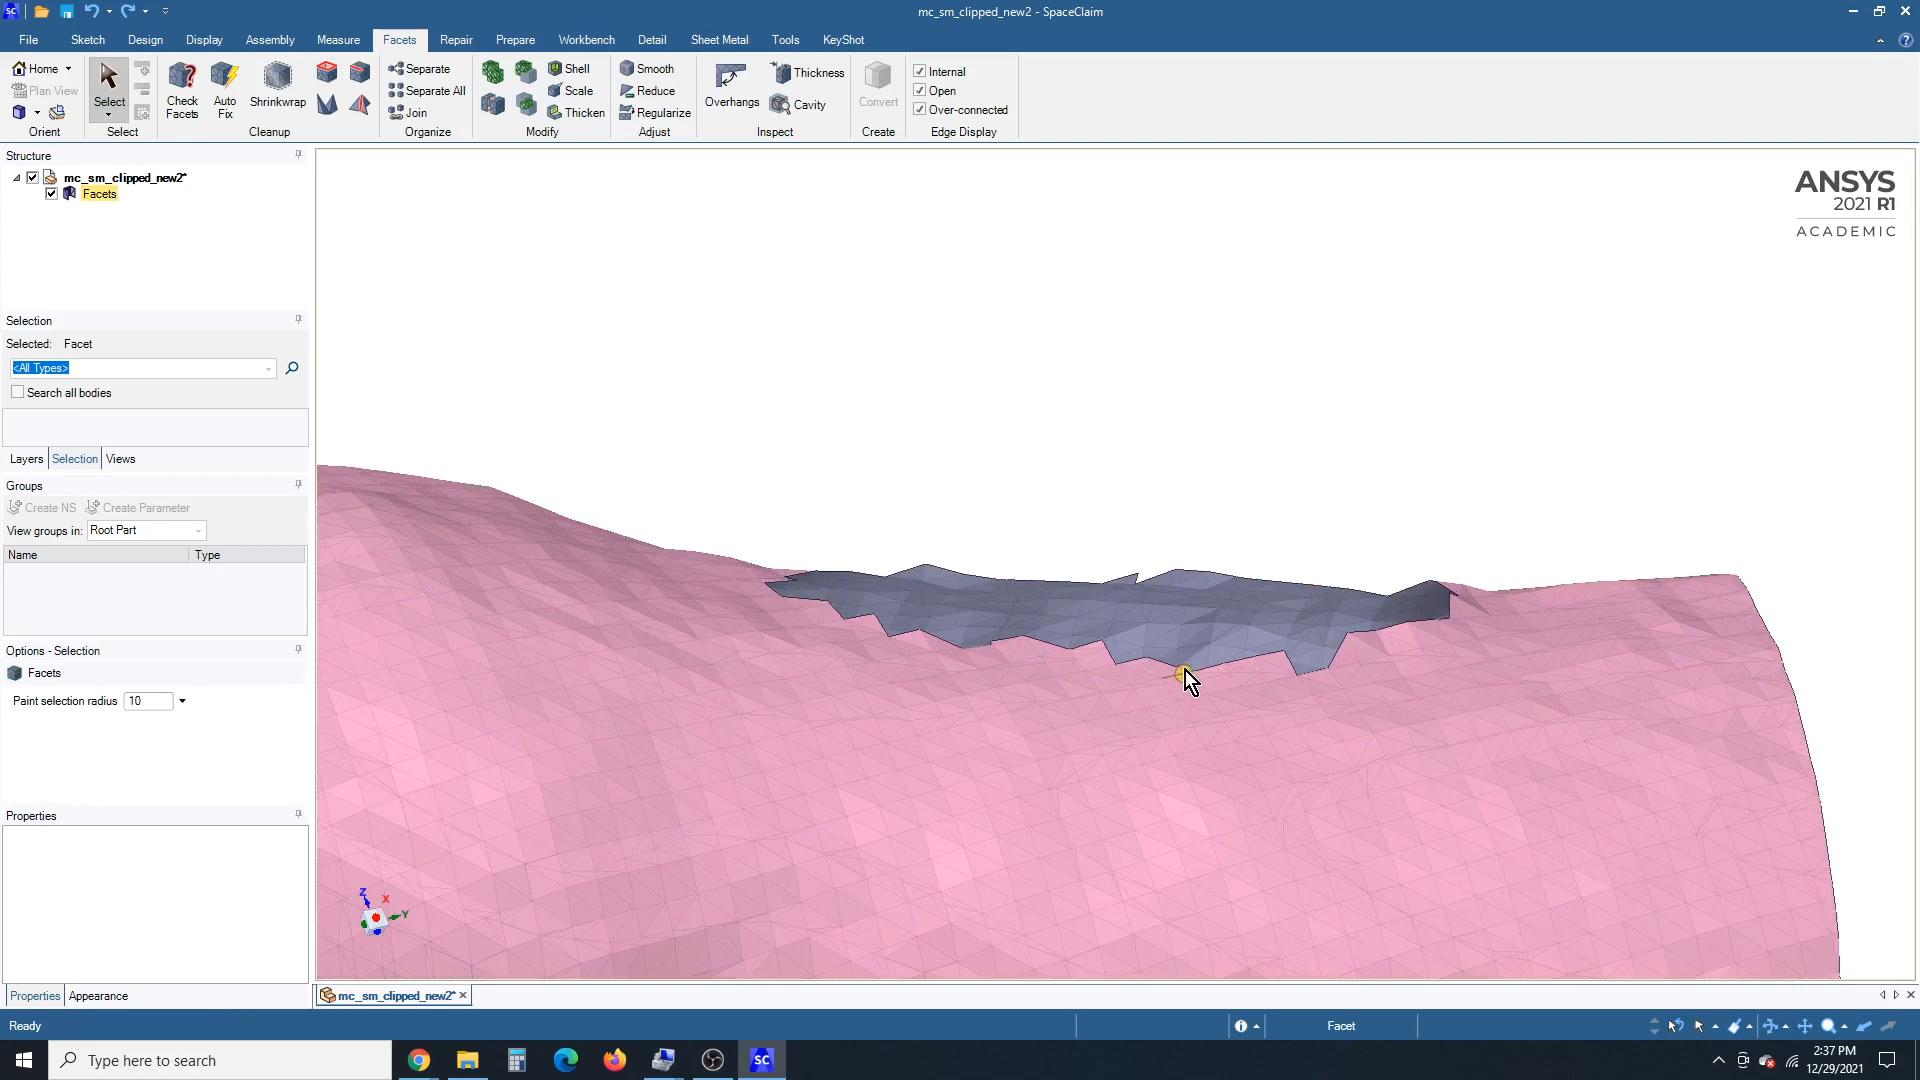 mc_sm_clipped_new2 - SpaceClaim
File Sketch Design Display Assembly Measure Facets Repair Prepare Workbench Detail Sheet Metal Tools KeyShot
Home
Plan View
Orient
Select
Select
Check Facets
Auto Fix
Shrinkwrap
Cleanup
Separate
Separate All
Join
Organize
Shell
Scale
Thicken
Modify
Smooth
Reduce
Regularize
Adjust
Overhangs
Thickness
Cavity
Inspect
Convert
Create
Internal
Open
Over-connected
Edge Display
Structure
mc_sm_clipped_new2*
Facets
ANSYS
2021 R1
ACADEMIC
Selection
Selected: Facet
<All Types>
Search all bodies
Layers Selection Views
Groups
Create NS Create Parameter
View groups in: Root Part
Name Type
Options - Selection
Facets
Paint selection radius 10
Properties
Z X Y
Properties Appearance
mc_sm_clipped_new2*
Ready
Facet
Type here to search
SC
2:37 PM
12/29/2021